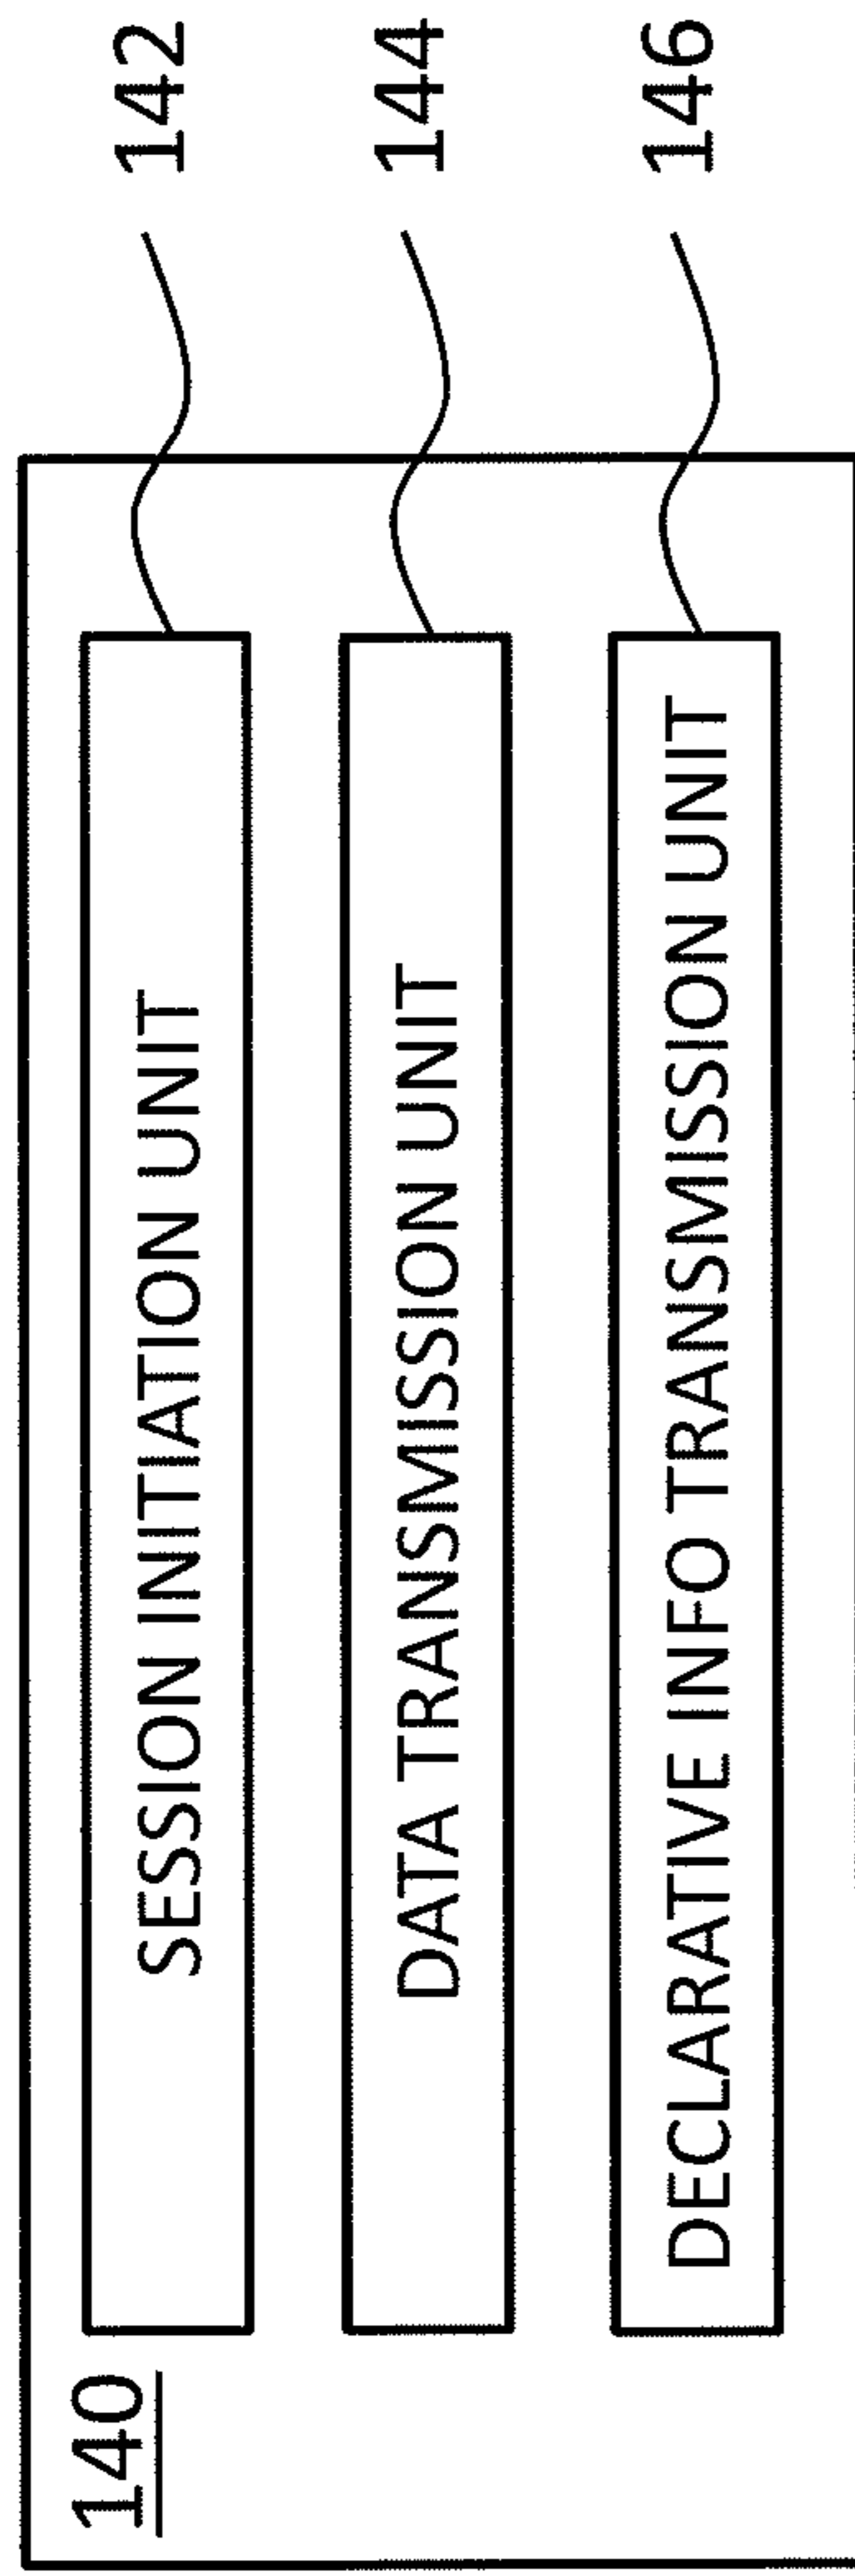 140
SESSION INITIATION UNIT
142
DATA TRANSMISSION UNIT
144
DECLARATIVE INFO TRANSMISSION UNIT
146